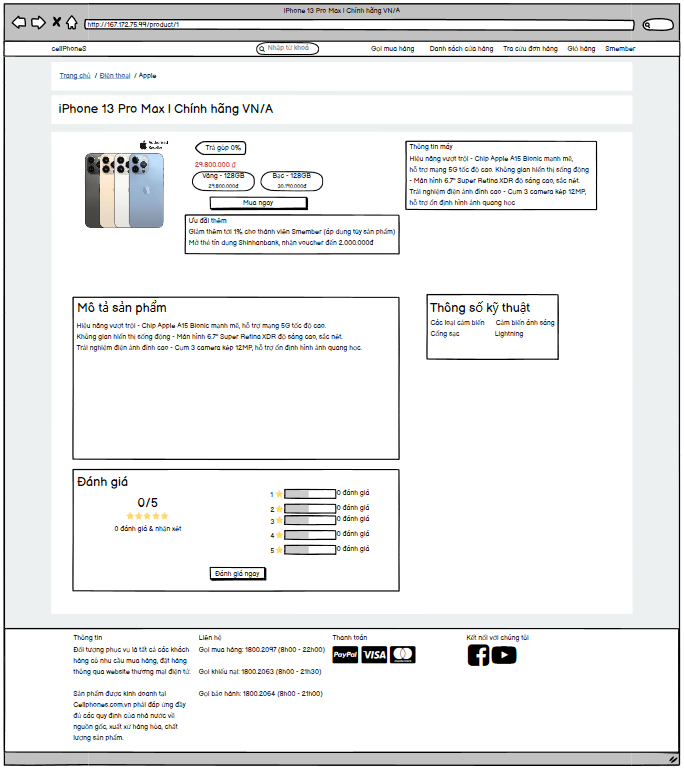 iPhone 13 Pro Max I Chính hãng VN/A
http://167.172.75.99/product/1
cellPhoneS
Nhập từ khoá
Gọi mua hàng
Danh sách cửa hàng
Tra cứu đơn hàng
Giỏ hàng
Smember
Trang chủ / Điện thoại / Apple
iPhone 13 Pro Max I Chính hãng VN/A
Trả góp 0%
29.800.000 đ
Vàng - 128GB
29.800.000đ
Bạc - 128GB
30.190.000đ
Mua ngay
Ưu đãi thêm
Giảm thêm tới 1% cho thành viên Smember (áp dụng tùy sản phẩm)
Mở thẻ tín dụng Shinhanbank, nhận voucher đến 2.000.000đ
Thông tin máy
Hiệu năng vượt trội - Chip Apple A15 Bionic mạnh mẽ,
hỗ trợ mạng 5G tốc độ cao. Không gian hiển thị sống động
- Màn hình 6.7" Super Retina XDR độ sáng cao, sắc nét.
Trải nghiệm điện ảnh đỉnh cao - Cụm 3 camera kép 12MP,
hỗ trợ ổn định hình ảnh quang học
Mô tả sản phẩm
Hiệu năng vượt trội - Chip Apple A15 Bionic mạnh mẽ, hỗ trợ mạng 5G tốc độ cao.
Không gian hiển thị sống động - Màn hình 6.7" Super Retina XDR độ sáng cao, sắc nét.
Trải nghiệm điện ảnh đỉnh cao - Cụm 3 camera kép 12MP, hỗ trợ ổn định hình ảnh quang học.
Thông số kỹ thuật
Các loại cảm biến Cảm biến ánh sáng
Cổng sạc Lightning
Đánh giá
0/5
0 đánh giá & nhận xét
1 0 đánh giá
2 0 đánh giá
3 0 đánh giá
4 0 đánh giá
5 0 đánh giá
Đánh giá ngay
Thông tin
Đối tượng phục vụ là tất cả các khách
hàng có nhu cầu mua hàng, đặt hàng
thông qua website thương mại điện tử.
Sản phẩm được kinh doanh tại
Cellphones.com.vn phải đáp ứng đầy
đủ các quy định của nhà nước về
nguồn gốc, xuất xứ hàng hóa, chất
lượng sản phẩm.
Liên hệ
Gọi mua hàng: 1800.2097 (8h00 - 22h00)
Gọi khiếu nại: 1800.2063 (8h00 - 21h30)
Gọi bảo hành: 1800.2064 (8h00 - 21h00)
Thanh toán
PayPal VISA
Kết nối với chúng tôi